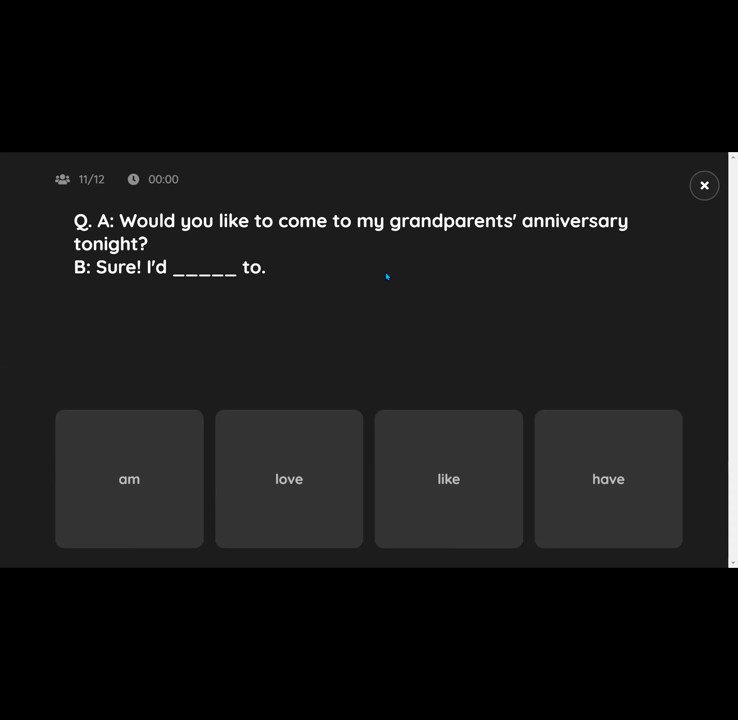 11/12 00:00
Q. A: Would you like to come to my grandparents' anniversary
tonight?
B: Sure! I'd _____ to.
am
love
like
have